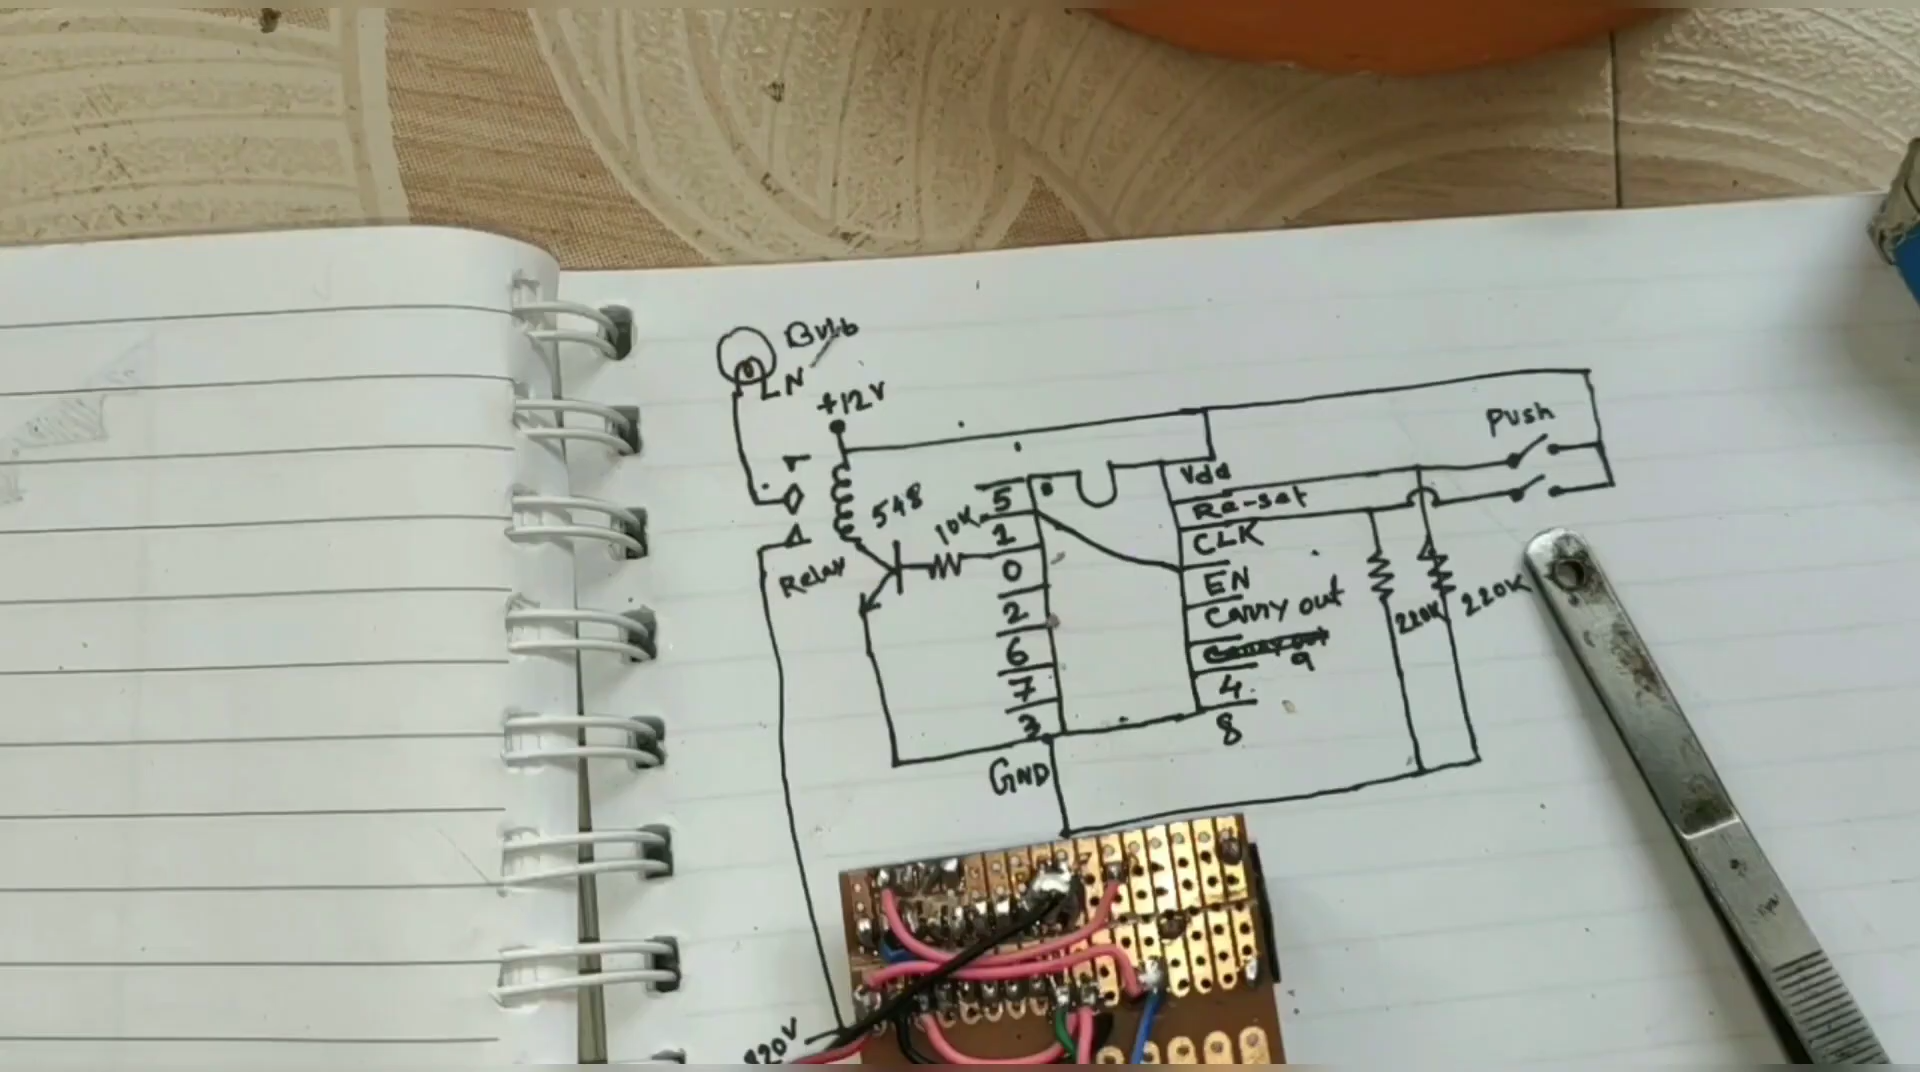 Bulb
L N
+12V
Push
548
10K
Relay
5
1
0
2
6
7
3
GND
Vdd
Re-set
CLK
EN
Carry out
9
4
8
220K
220K